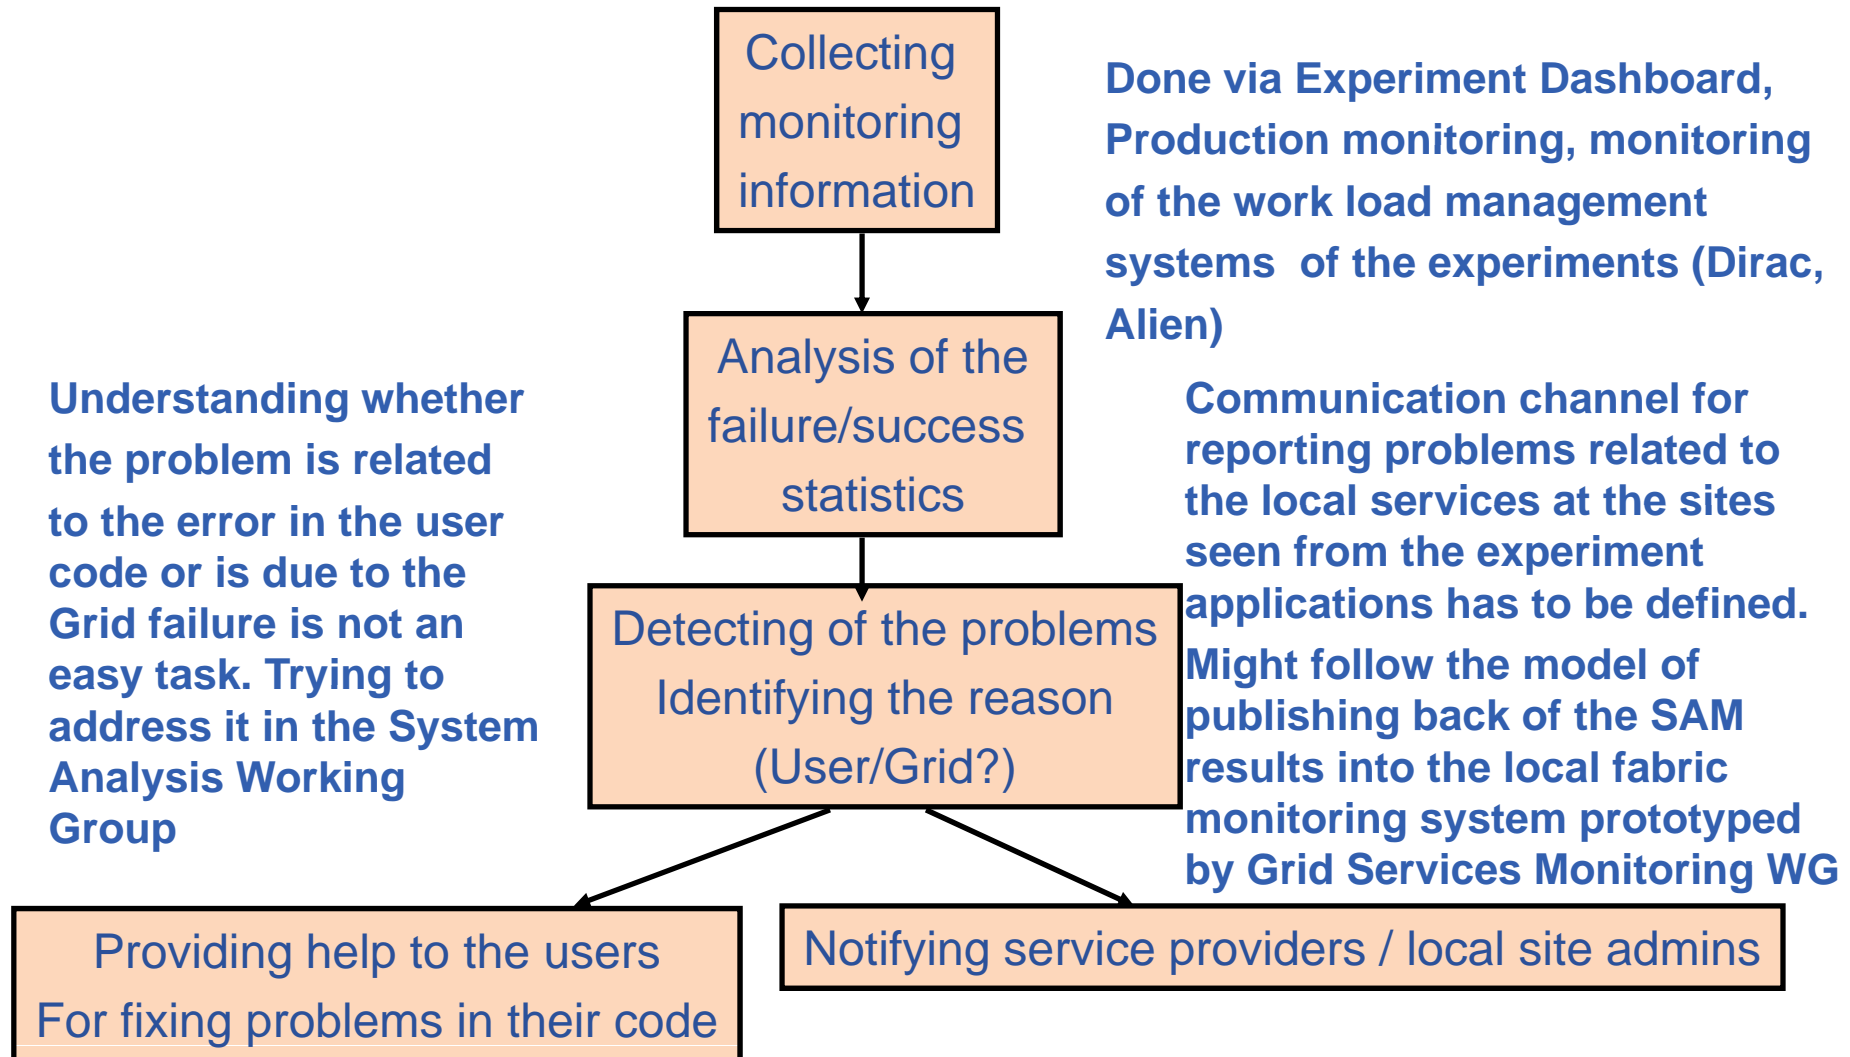 Collecting
monitoring
information
Done via Experiment Dashboard,
Production monitoring, monitoring
of the work load management
systems of the experiments (Dirac,
Alien)
Analysis of the
failure/success
statistics
Understanding whether
the problem is related
to the error in the user
code or is due to the
Grid failure is not an
easy task. Trying to
address it in the System
Analysis Working
Group
Communication channel for
reporting problems related to
the local services at the sites
seen from the experiment
applications has to be defined.
Might follow the model of
publishing back of the SAM
results into the local fabric
monitoring system prototyped
by Grid Services Monitoring WG
Detecting of the problems
Identifying the reason
(User/Grid?)
Providing help to the users
For fixing problems in their code
Notifying service providers / local site admins